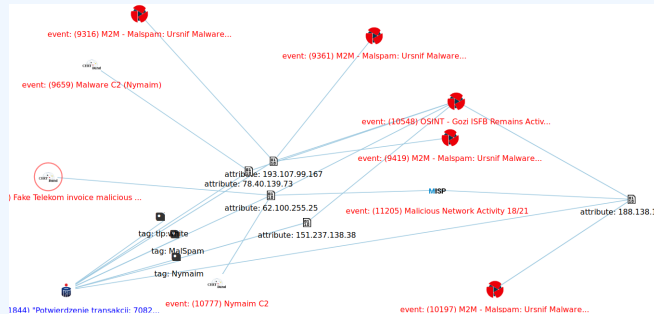 event: (9316) M2M - Malspam: Ursnif Malware...
event: (9361) M2M - Malspam: Ursnif Malware...
event: (9659) Malware C2 (Nymaim)
event: (10548) OSINT - Gozi ISFB Remains Activ...
event: (9419) M2M - Malspam: Ursnif Malware...
attribute: 193.107.99.167
attribute: 78.40.139.73
) Fake Telekom invoice malicious ...
MISP
attribute: 62.100.255.25
event: (11205) Malicious Network Activity 18/21
attribute: 188.138.1
attribute: 151.237.138.38
tag: tlp:white
tag: MalSpam
tag: Nymaim
event: (10777) Nymaim C2
1844) "Potwierdzenie transakcji: 7082...
event: (10197) M2M - Malspam: Ursnif Malware...